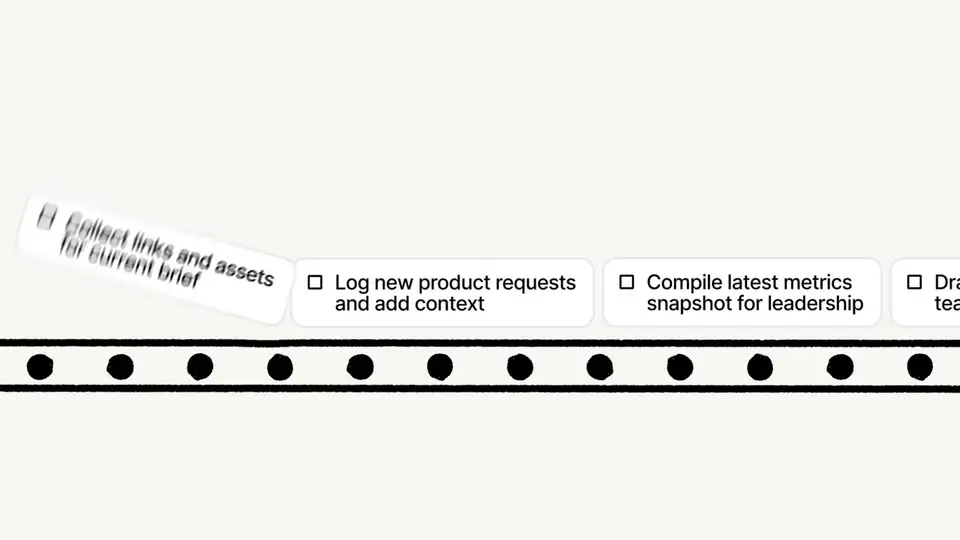 Collect links and assets
for current brief
Log new product requests
and add context
Compile latest metrics
snapshot for leadership